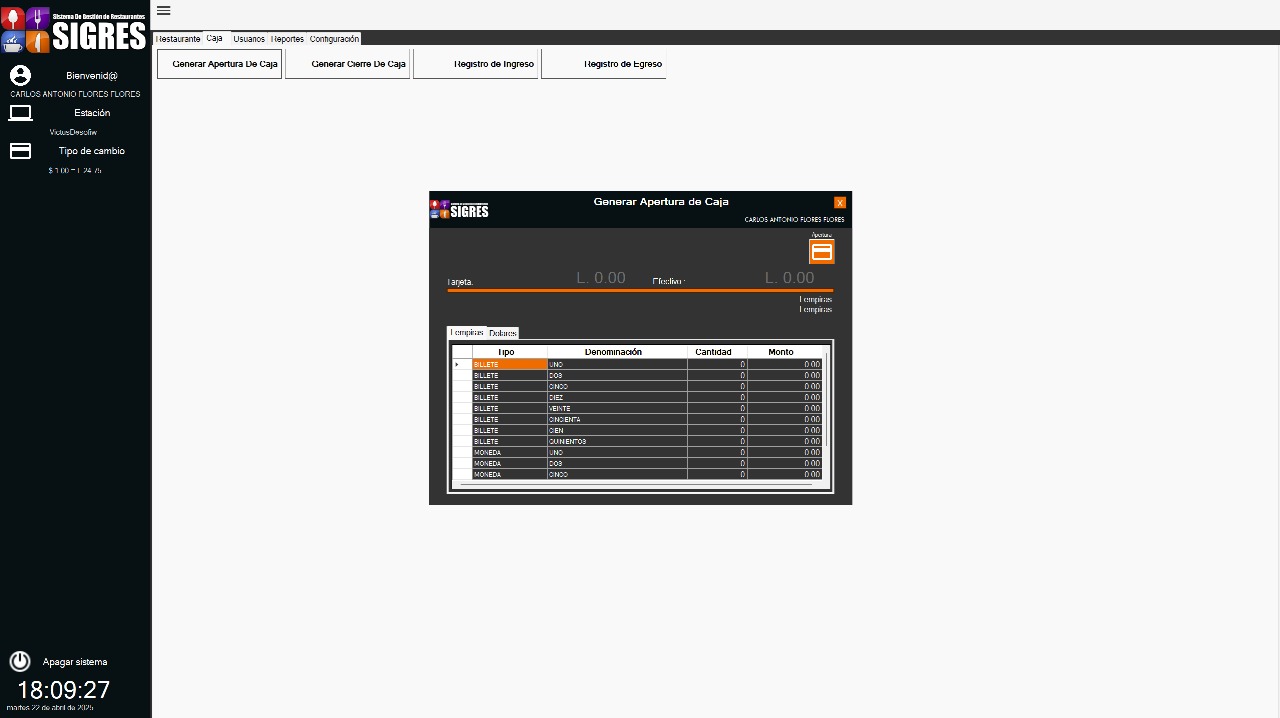 Sistema De Gestión de Restaurantes
SIGRES
Bienvenid@
CARLOS ANTONIO FLORES FLORES
Estación
VictusDesofiw
Tipo de cambio
$ 1.00 = L 24.75
Apagar sistema
18:09:27
martes 22 de abril de 2025
Restaurante Caja Usuarios Reportes Configuración
Generar Apertura De Caja Generar Cierre De Caja Registro de Ingreso Registro de Egreso
SIGRES
Generar Apertura de Caja
X
CARLOS ANTONIO FLORES FLORES
Apertura
Tarjeta: L. 0.00 Efectivo : L. 0.00
Lempiras
Lempiras
Lempiras Dolares
Tipo Denominación Cantidad Monto
BILLETE UNO 0 0.00
BILLETE DOS 0 0.00
BILLETE CINCO 0 0.00
BILLETE DIEZ 0 0.00
BILLETE VEINTE 0 0.00
BILLETE CINCIENTA 0 0.00
BILLETE CIEN 0 0.00
BILLETE QUINIENTOS 0 0.00
MONEDA UNO 0 0.00
MONEDA DOS 0 0.00
MONEDA CINCO 0 0.00